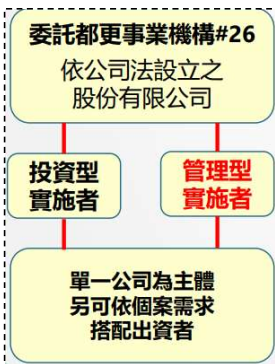 委託都更事業機構#26
依公司法設立之
股份有限公司
投資型
實施者
管理型
實施者
單一公司為主體
另可依個案需求
搭配出資者